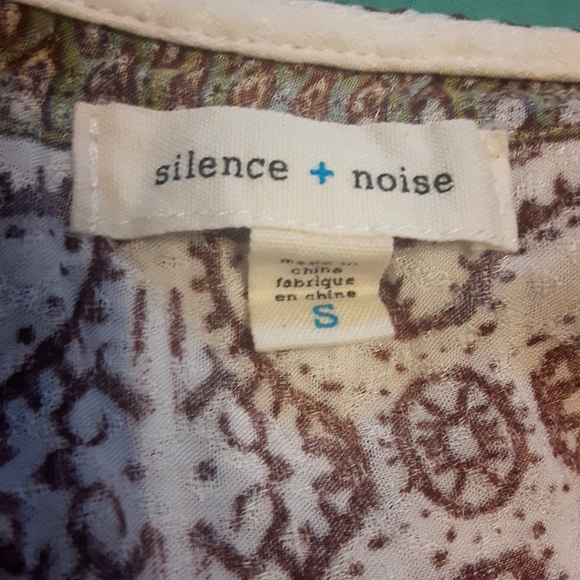 silence + noise
made in
china
fabrique
en chine
S